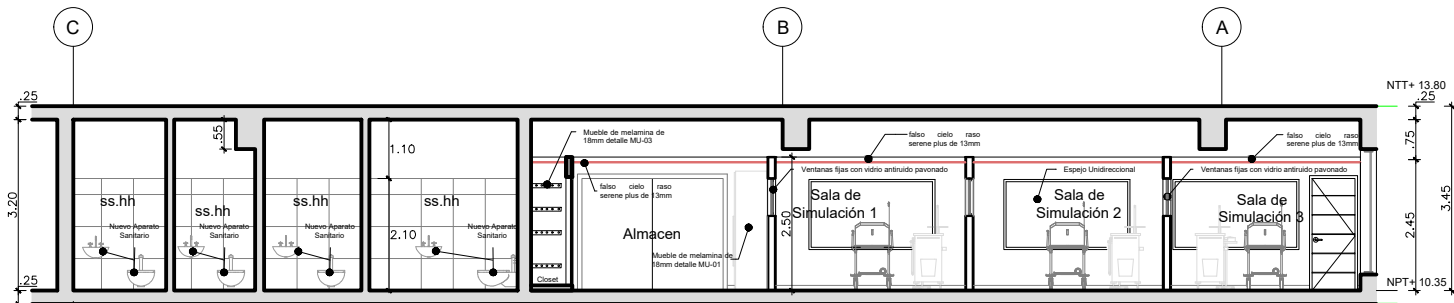 C
B
A
NTT+ 13.80
.25
.25
.55
.75
3.20
1.10
2.10
2.50
2.45
3.45
Mueble de melamina de
18mm detalle MU-03
falso cielo raso
serene plus de 13mm
falso cielo raso
serene plus de 13mm
falso cielo raso
serene plus de 13mm
Ventanas fijas con vidrio antiruido pavonado
Espejo Unidireccional
Ventanas fijas con vidrio antiruido pavonado
ss.hh
ss.hh
ss.hh
ss.hh
Nuevo Aparato
Sanitario
Nuevo Aparato
Sanitario
Nuevo Aparato
Sanitario
Nuevo Aparato
Sanitario
Almacen
Sala de
Simulación 1
Sala de
Simulación 2
Sala de
Simulación 3
Mueble de melamina de
18mm detalle MU-01
Closet
.25
NPT+ 10.35